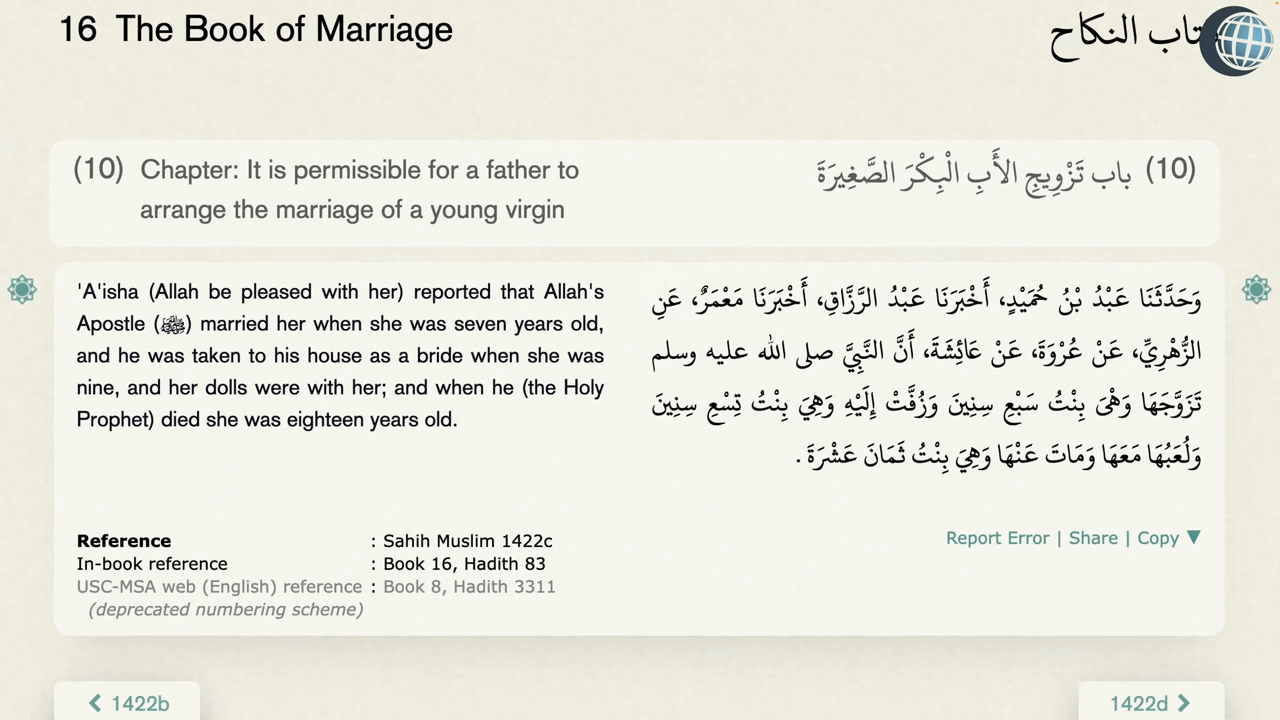 16 The Book of Marriage
تاب النكاح
(10) Chapter: It is permissible for a father to
arrange the marriage of a young virgin
(10) باب تَزْوِيجِ الأَبِ الْبِكْرَ الصَّغِيرَةَ
'A'isha (Allah be pleased with her) reported that Allah's
Apostle (ﷺ) married her when she was seven years old,
and he was taken to his house as a bride when she was
nine, and her dolls were with her; and when he (the Holy
Prophet) died she was eighteen years old.
وَحَدَّثَنَا عَبْدُ بْنُ حُمَيْدٍ، أَخْبَرَنَا عَبْدُ الرَّزَّاقِ، أَخْبَرَنَا مَعْمَرٌ، عَنِ
الزُّهْرِيِّ، عَنْ عُرْوَةَ، عَنْ عَائِشَةَ، أَنَّ النَّبِيَّ صلى الله عليه وسلم
تَزَوَّجَهَا وَهْىَ بِنْتُ سَبْعِ سِنِينَ وَزُفَّتْ إِلَيْهِ وَهِيَ بِنْتُ تِسْعِ سِنِينَ
وَلُعَبُهَا مَعَهَا وَمَاتَ عَنْهَا وَهِيَ بِنْتُ ثَمَانَ عَشْرَةَ .
Reference : Sahih Muslim 1422c
In-book reference : Book 16, Hadith 83
USC-MSA web (English) reference : Book 8, Hadith 3311
(deprecated numbering scheme)
Report Error | Share | Copy ▼
1422b
1422d